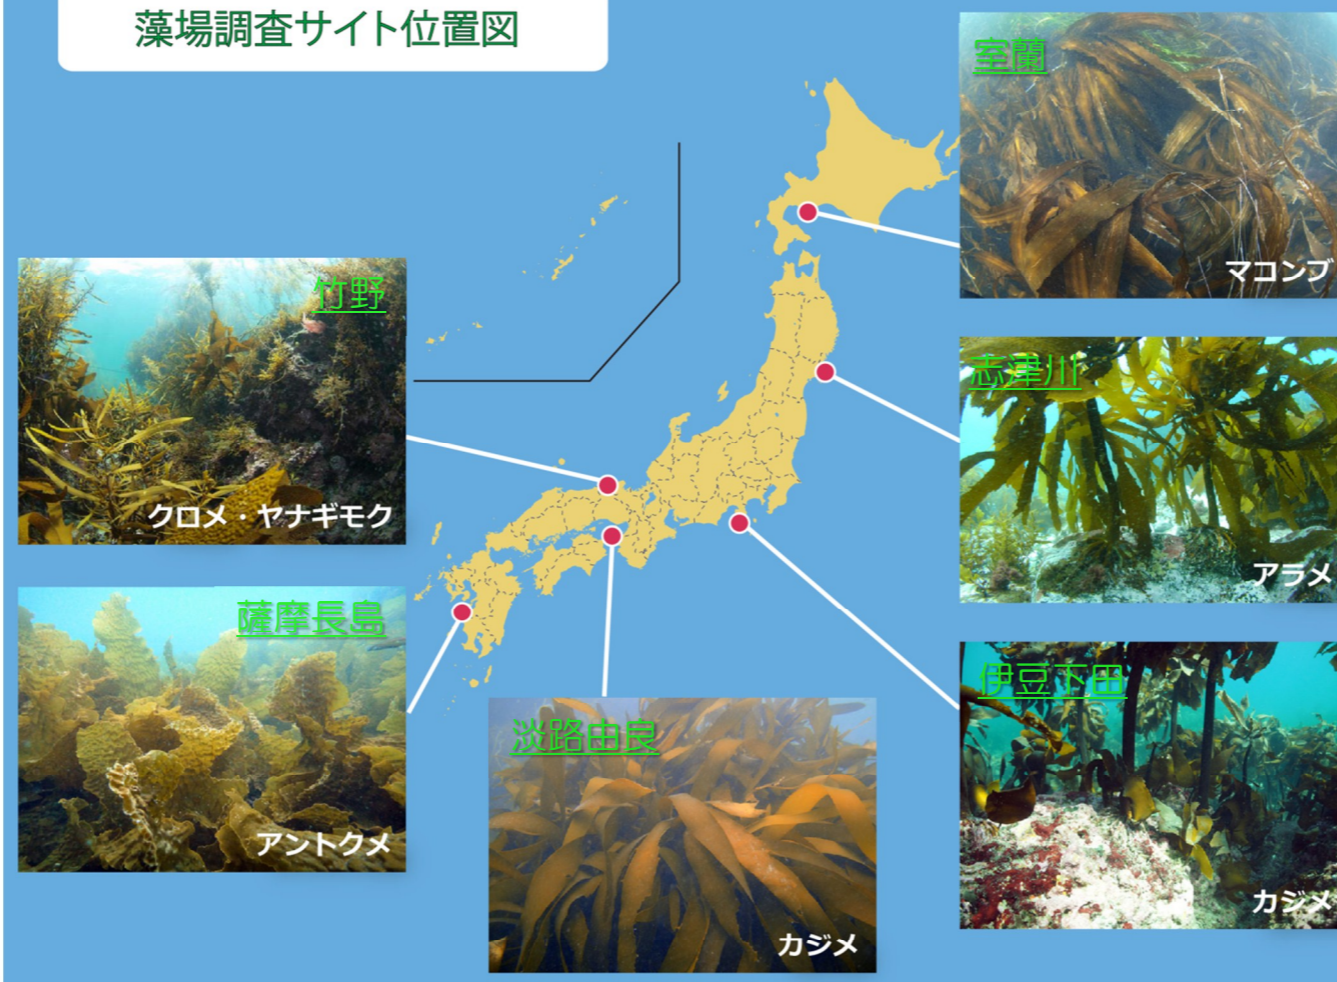 藻場調査サイト位置図
室蘭
マコンブ
竹野
クロメ・ヤナギモク
志津川
アラメ
薩摩長島
アントクメ
淡路由良
カジメ
伊豆下田
カジメ